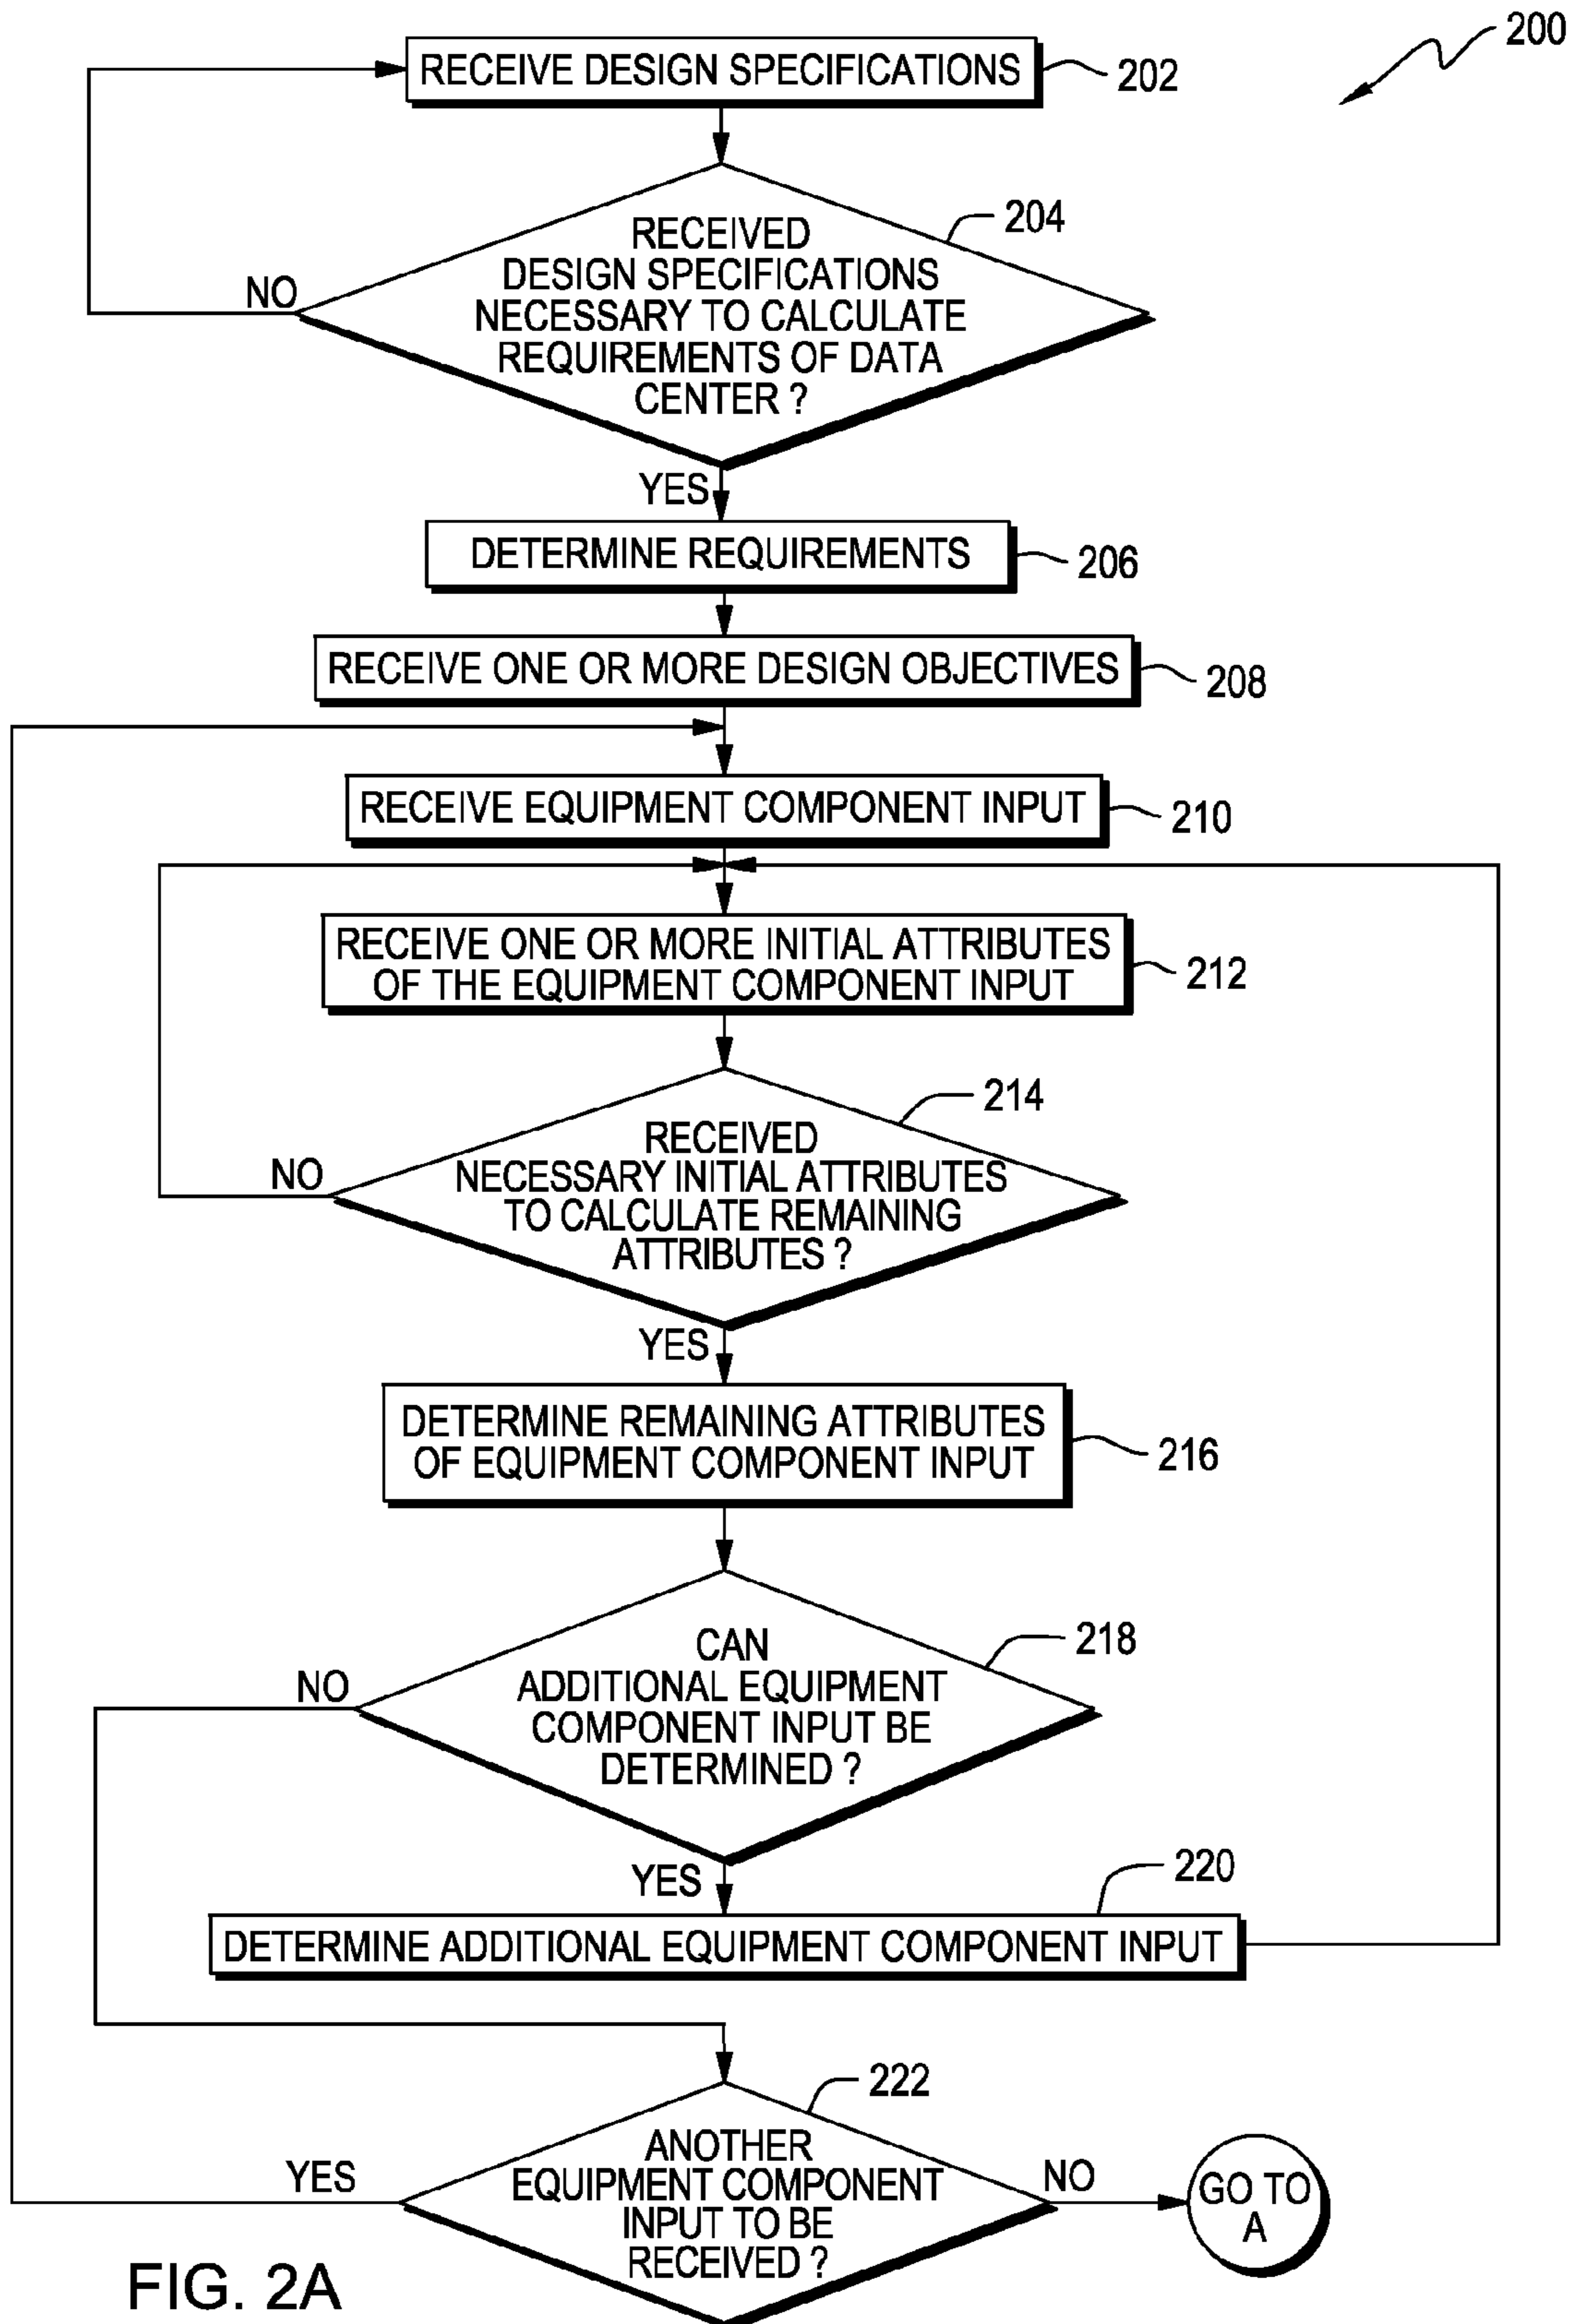 200
RECEIVE DESIGN SPECIFICATIONS
202
204
RECEIVED
DESIGN SPECIFICATIONS
NECESSARY TO CALCULATE
REQUIREMENTS OF DATA
CENTER ?
NO
YES
DETERMINE REQUIREMENTS
206
RECEIVE ONE OR MORE DESIGN OBJECTIVES
208
RECEIVE EQUIPMENT COMPONENT INPUT
210
RECEIVE ONE OR MORE INITIAL ATTRIBUTES
OF THE EQUIPMENT COMPONENT INPUT
212
214
RECEIVED
NECESSARY INITIAL ATTRIBUTES
TO CALCULATE REMAINING
ATTRIBUTES ?
NO
YES
DETERMINE REMAINING ATTRIBUTES
OF EQUIPMENT COMPONENT INPUT
216
218
CAN
ADDITIONAL EQUIPMENT
COMPONENT INPUT BE
DETERMINED ?
NO
YES
220
DETERMINE ADDITIONAL EQUIPMENT COMPONENT INPUT
222
ANOTHER
EQUIPMENT COMPONENT
INPUT TO BE
RECEIVED ?
YES
NO
GO TO
A
FIG. 2A